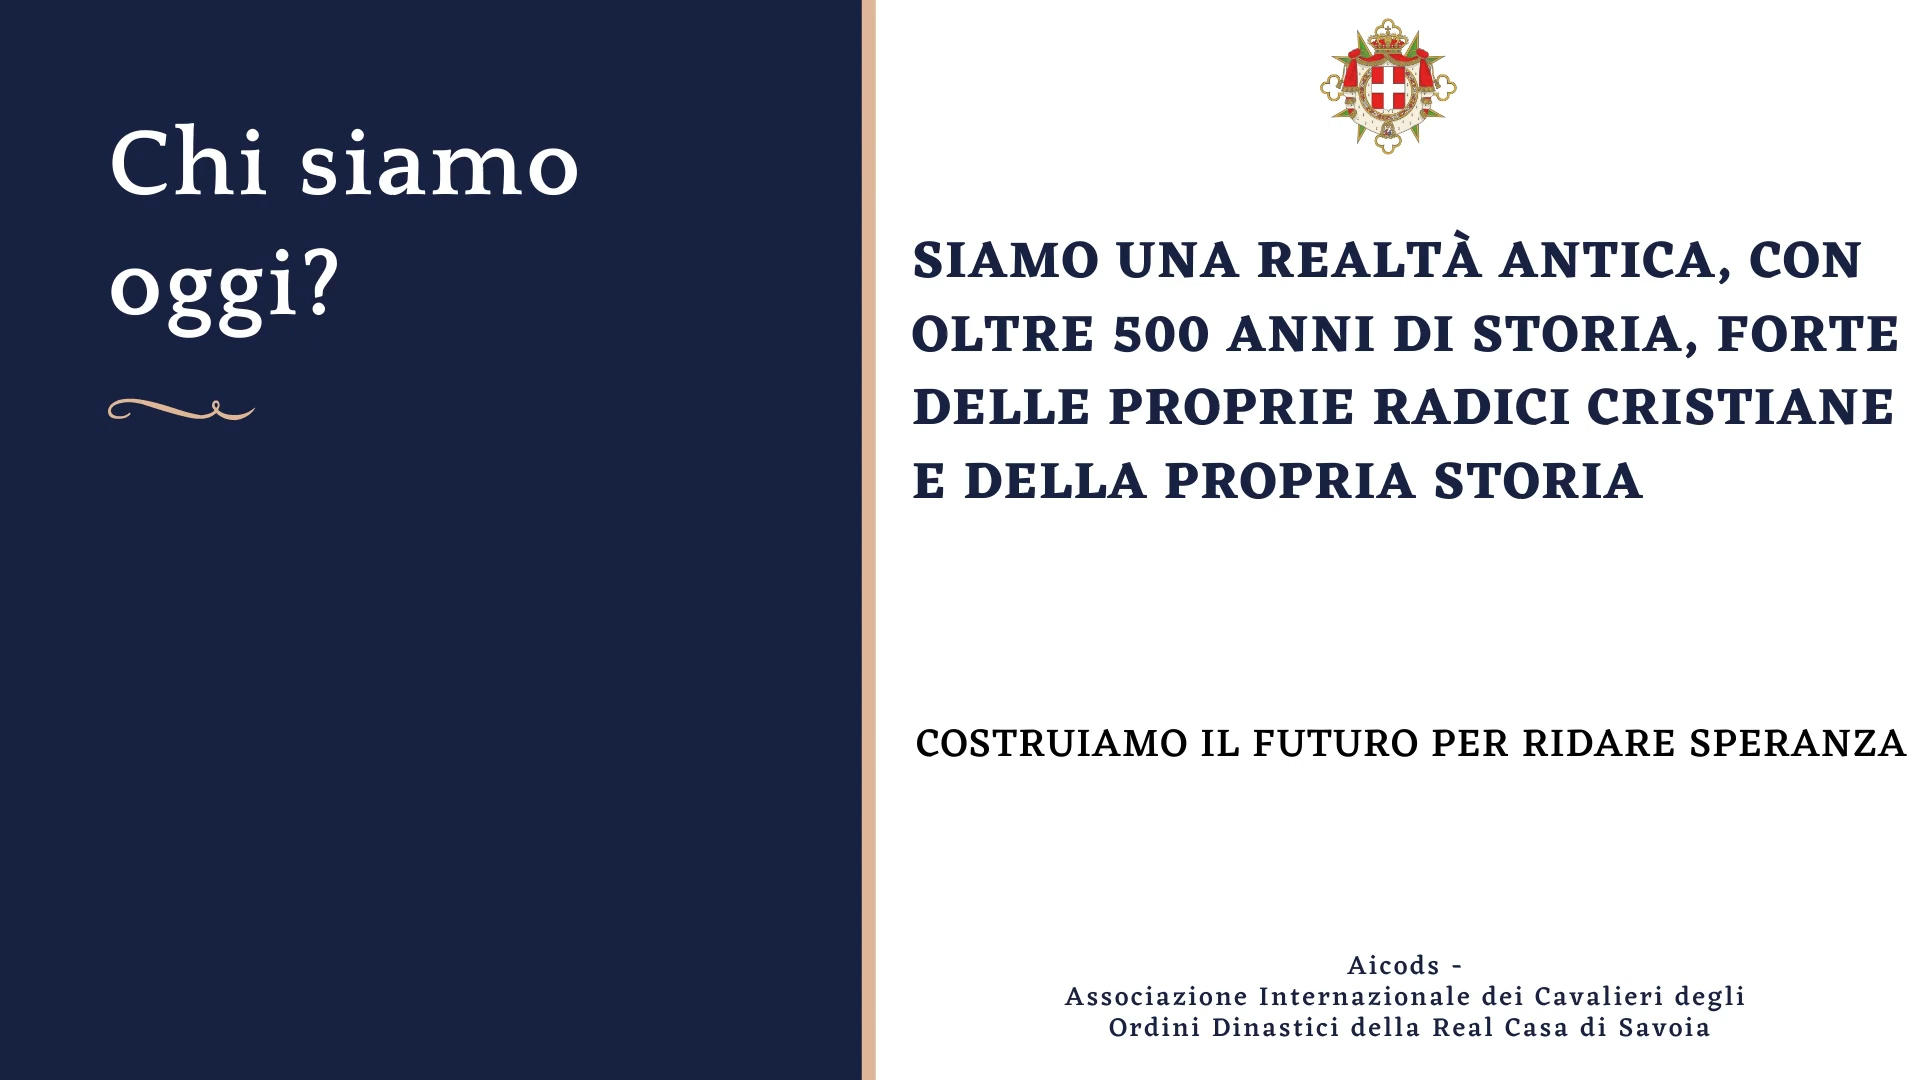 Chi siamo
oggi?
SIAMO UNA REALTÀ ANTICA, CON
OLTRE 500 ANNI DI STORIA, FORTE
DELLE PROPRIE RADICI CRISTIANE
E DELLA PROPRIA STORIA
COSTRUIAMO IL FUTURO PER RIDARE SPERANZA
Aicods -
Associazione Internazionale dei Cavalieri degli
Ordini Dinastici della Real Casa di Savoia